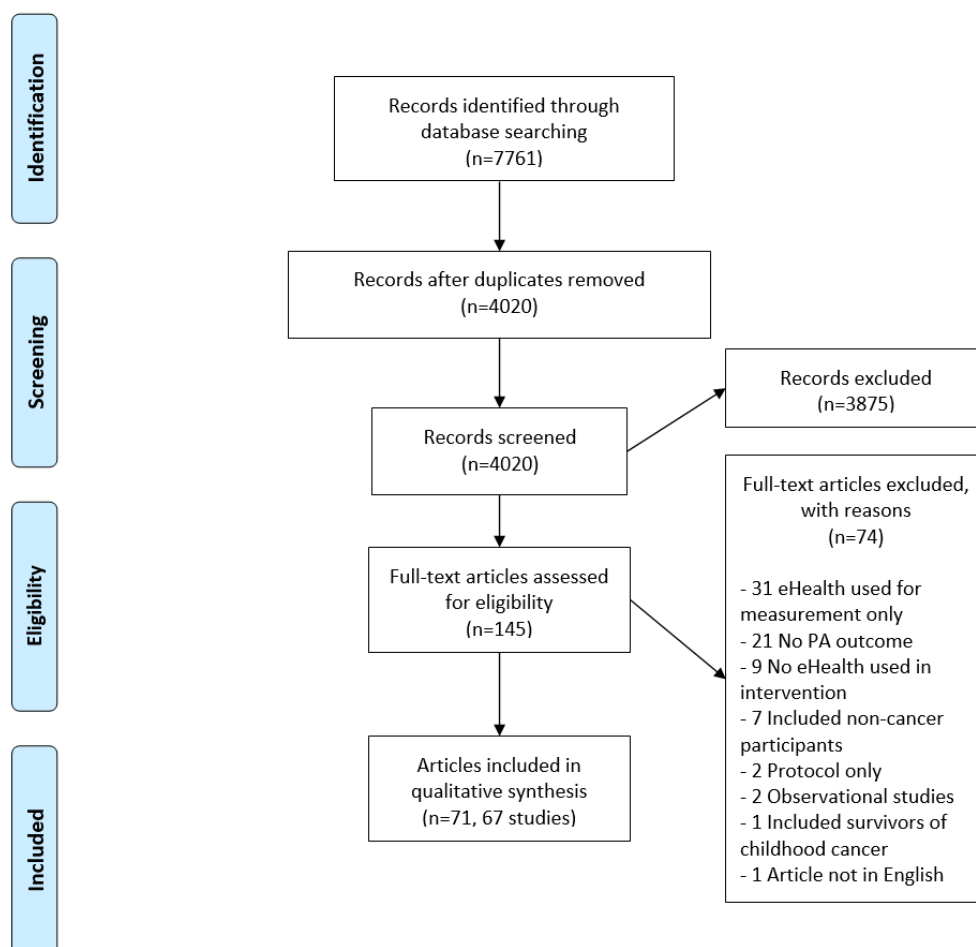 Identification
Records identified through
database searching
(n=7761)
Screening
Records after duplicates removed
(n=4020)
Records screened
(n=4020)
Records excluded
(n=3875)
Eligibility
Full-text articles assessed
for eligibility
(n=145)
Full-text articles excluded,
with reasons
(n=74)
- 31 eHealth used for
measurement only
- 21 No PA outcome
- 9 No eHealth used in
intervention
- 7 Included non-cancer
participants
- 2 Protocol only
- 2 Observational studies
- 1 Included survivors of
childhood cancer
- 1 Article not in English
Included
Articles included in
qualitative synthesis
(n=71, 67 studies)